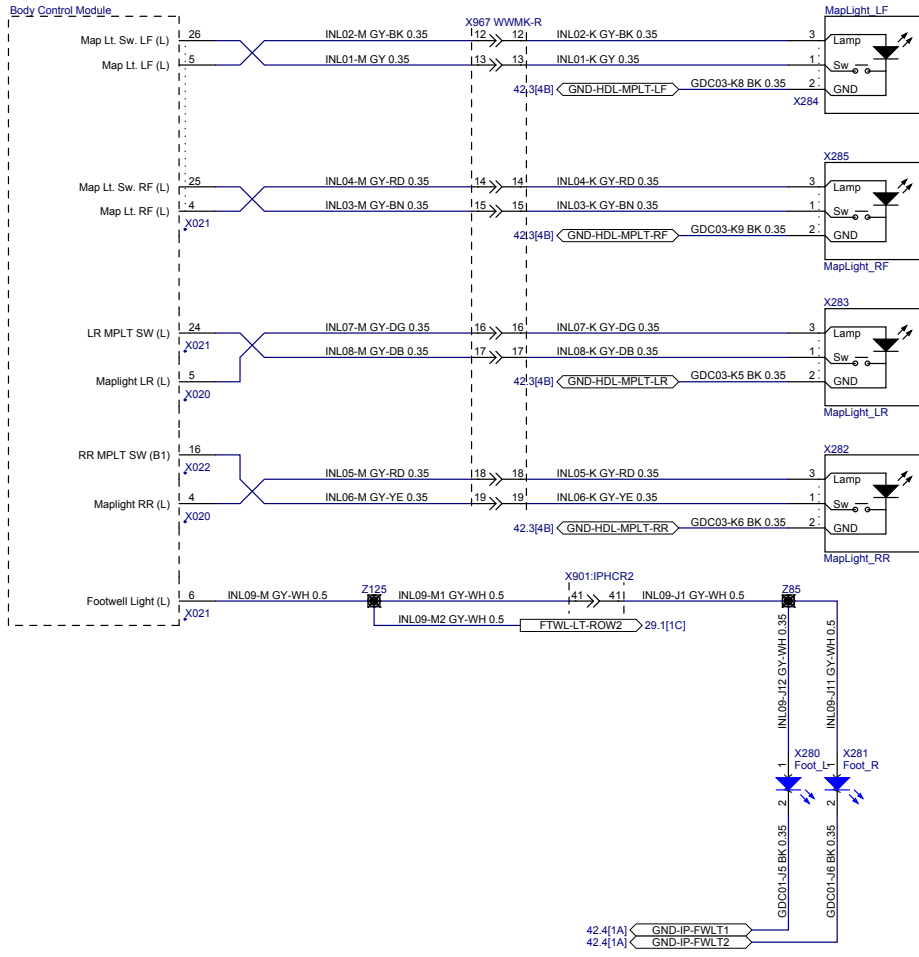 Body Control Module
X967 WWMK-R
MapLight_LF
Map Lt. Sw. LF (L) 26 INL02-M GY-BK 0.35 12 12 INL02-K GY-BK 0.35 3 Lamp
Map Lt. LF (L) 5 INL01-M GY 0.35 13 13 INL01-K GY 0.35 1 Sw
42.3[4B] GND-HDL-MPLT-LF GDC03-K8 BK 0.35 2 GND
X284
X285
Map Lt. Sw. RF (L) 25 INL04-M GY-RD 0.35 14 14 INL04-K GY-RD 0.35 3 Lamp
Map Lt. RF (L) 4 INL03-M GY-BN 0.35 15 15 INL03-K GY-BN 0.35 1 Sw
X021
42.3[4B] GND-HDL-MPLT-RF GDC03-K9 BK 0.35 2 GND
MapLight_RF
X283
LR MPLT SW (L) 24 INL07-M GY-DG 0.35 16 16 INL07-K GY-DG 0.35 3 Lamp
X021
INL08-M GY-DB 0.35 17 17 INL08-K GY-DB 0.35 1 Sw
Maplight LR (L) 5
42.3[4B] GND-HDL-MPLT-LR GDC03-K5 BK 0.35 2 GND
X020
MapLight_LR
RR MPLT SW (B1) 16
X282
X022
INL05-M GY-RD 0.35 18 18 INL05-K GY-RD 0.35 3 Lamp
Maplight RR (L) 4 INL06-M GY-YE 0.35 19 19 INL06-K GY-YE 0.35 1 Sw
X020
42.3[4B] GND-HDL-MPLT-RR GDC03-K6 BK 0.35 2 GND
MapLight_RR
X901:IPHCR2
Footwell Light (L) 6 INL09-M GY-WH 0.5 Z125 INL09-M1 GY-WH 0.5 41 41 INL09-J1 GY-WH 0.5 Z85
X021
INL09-M2 GY-WH 0.5 FTWL-LT-ROW2 29.1[1C]
INL09-J12 GY-WH 0.35
INL09-J11 GY-WH 0.5
X280 X281
1 Foot_L 1 Foot_R
2 2
GDC01-J5 BK 0.35
GDC01-J6 BK 0.35
42.4[1A] GND-IP-FWLT1
42.4[1A] GND-IP-FWLT2